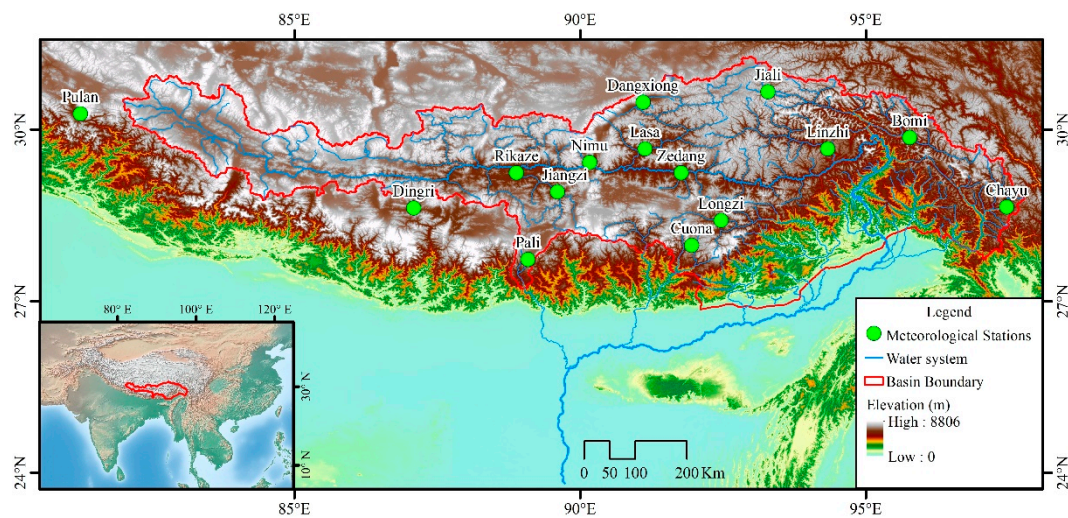 85° E 90° E 95° E
Pulan
Dangxiong
Jiali
30° N
Lasa
Linzhi
Bomi
30° N
Nimu
Rikaze
Zedang
Jiangzi
Dingri
Longzi
Chayu
Cuona
Pali
27° N
27° N
80° E 100° E 120° E
30° N
10° N
Legend
Meteorological Stations
Water system
Basin Boundary
Elevation (m)
High : 8806
Low : 0
0 50 100 200 Km
24° N
24° N
85° E 90° E 95° E